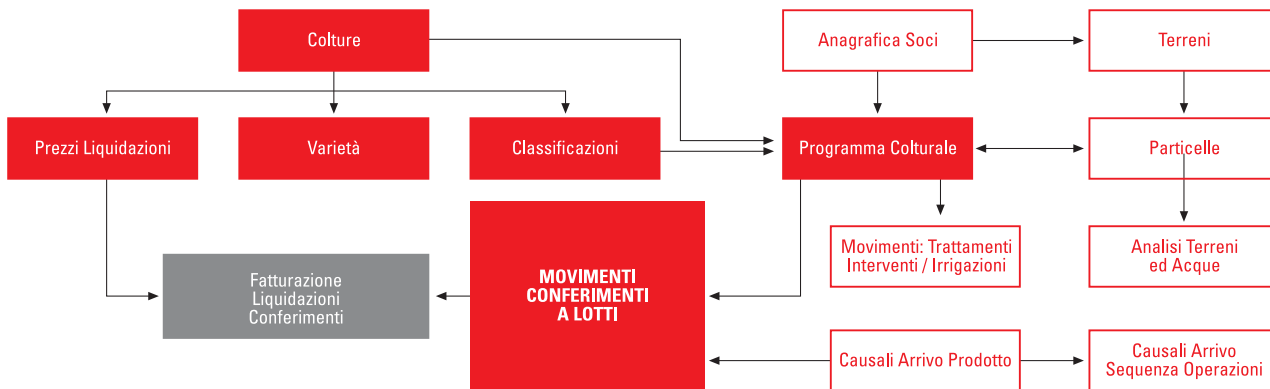 Colture
Anagrafica Soci
Terreni
Prezzi Liquidazioni
Varietà
Classificazioni
Programma Colturale
Particelle
Movimenti: Trattamenti
Interventi / Irrigazioni
Analisi Terreni
ed Acque
Fatturazione
Liquidazioni
Conferimenti
MOVIMENTI
CONFERIMENTI
A LOTTI
Causali Arrivo Prodotto
Causali Arrivo
Sequenza Operazioni